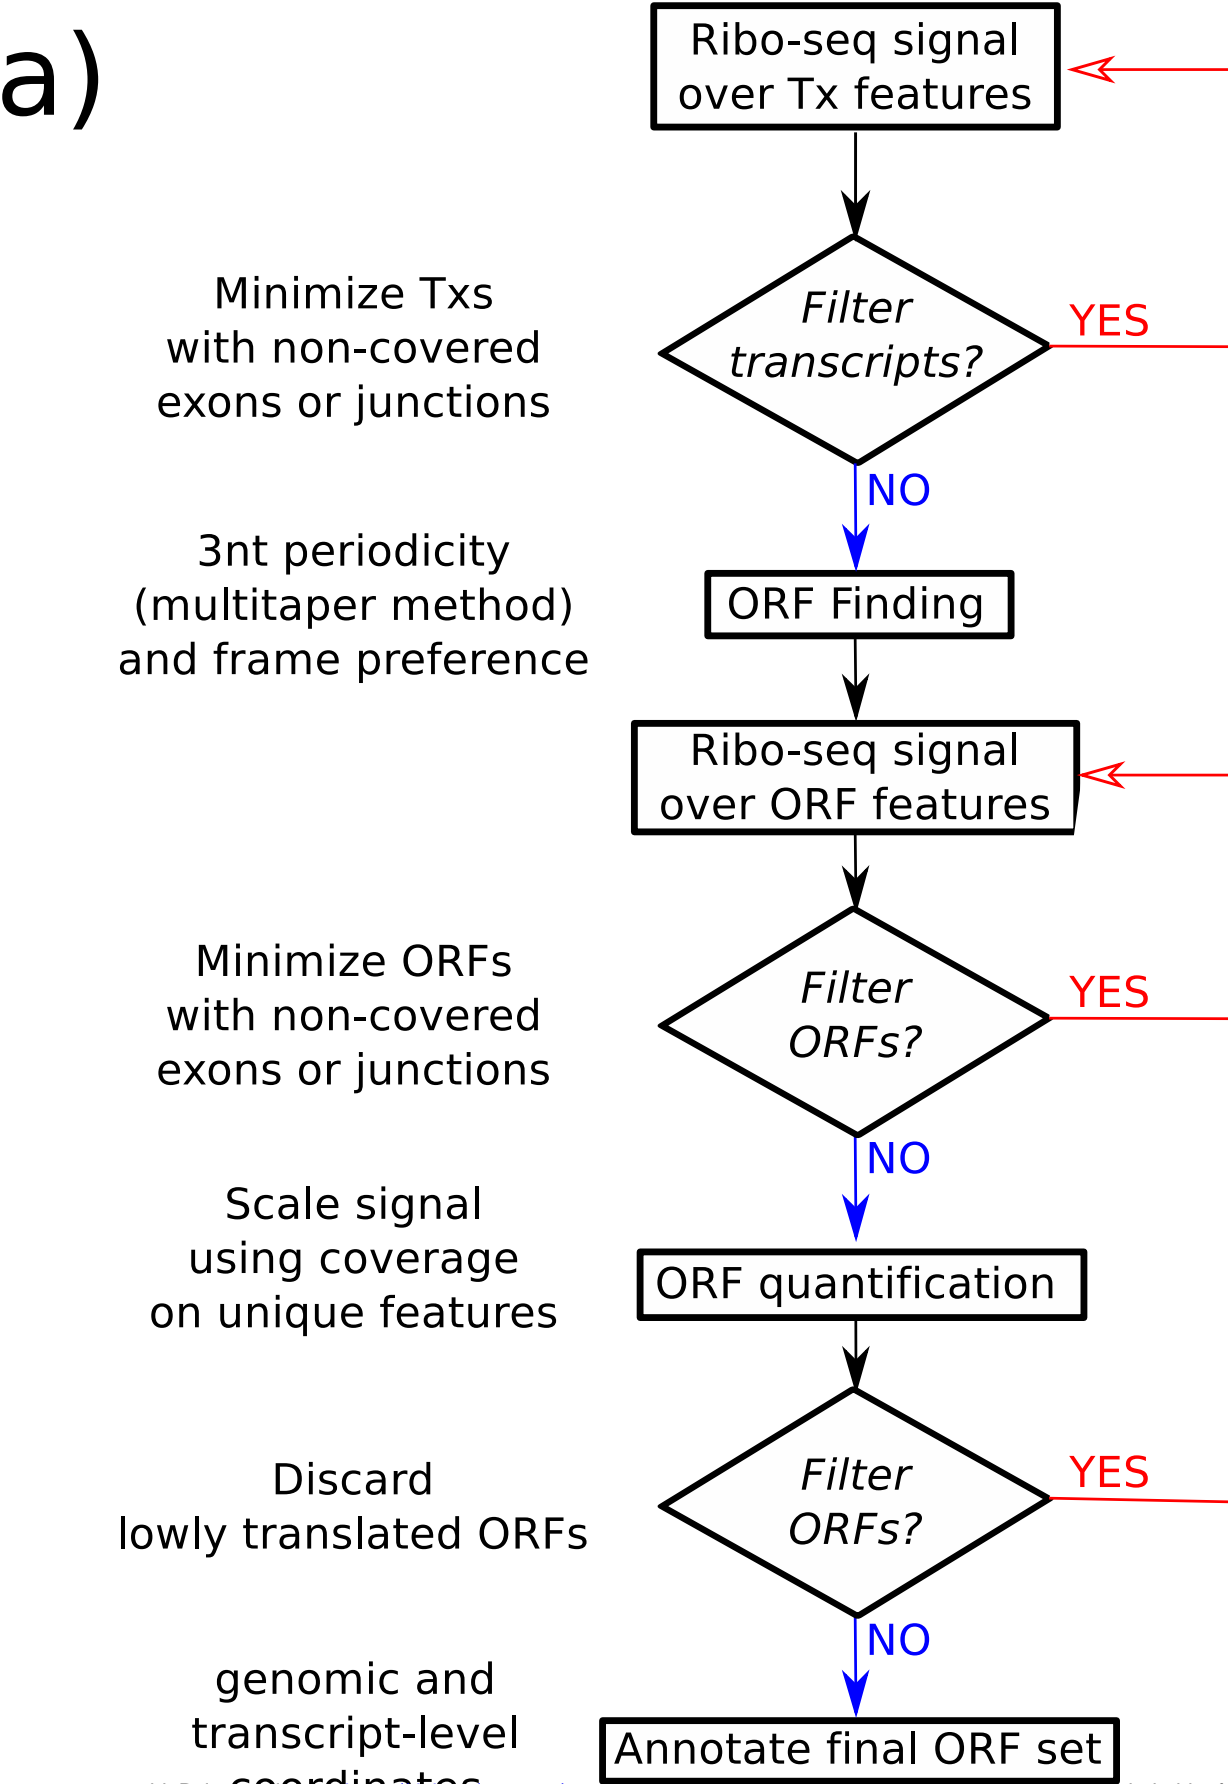 a)
Ribo-seq signal
over Tx features
Minimize Txs
with non-covered
exons or junctions
Filter
transcripts?
YES
NO
3nt periodicity
(multitaper method)
and frame preference
ORF Finding
Ribo-seq signal
over ORF features
Minimize ORFs
with non-covered
exons or junctions
Filter
ORFs?
YES
NO
Scale signal
using coverage
on unique features
ORF quantification
Discard
lowly translated ORFs
Filter
ORFs?
YES
NO
genomic and
transcript-level
coordinates
Annotate final ORF set